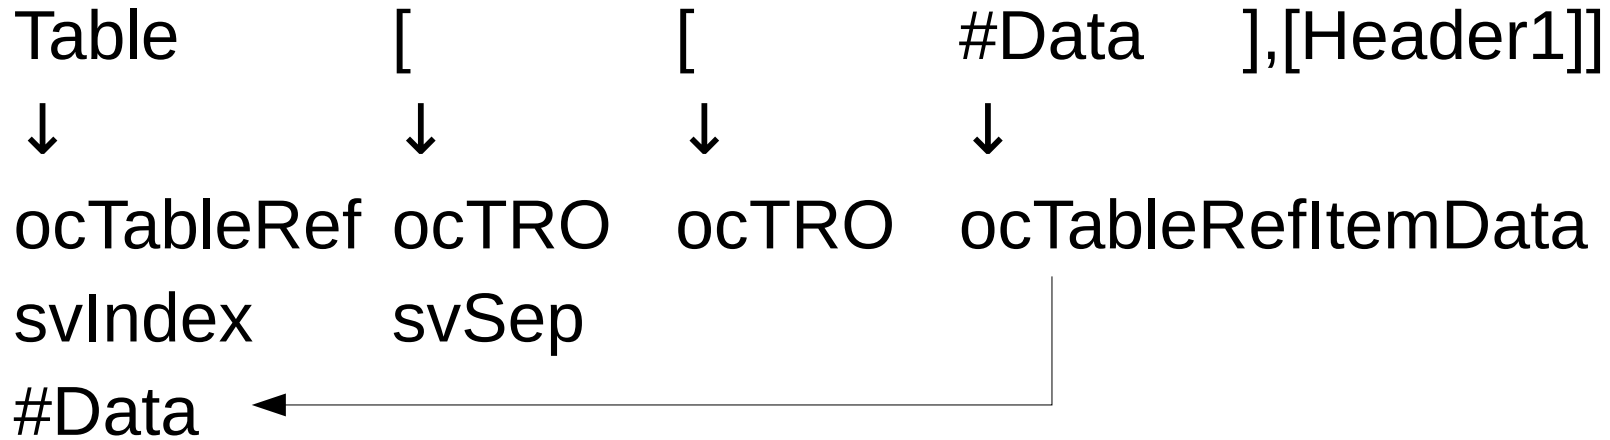 Table [ [ #Data ],[Header1]]
↓ ↓ ↓ ↓
ocTableRef ocTRO ocTRO ocTableRefItemData
svIndex svSep
#Data